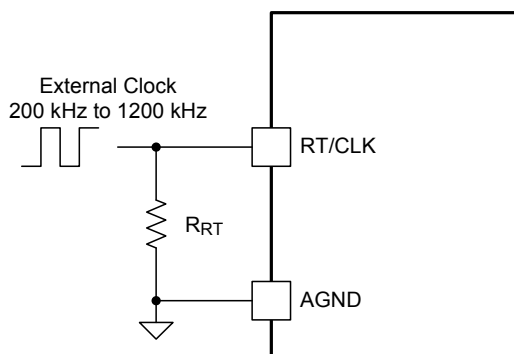 External Clock
200 kHz to 1200 kHz
RT/CLK
RRT
AGND